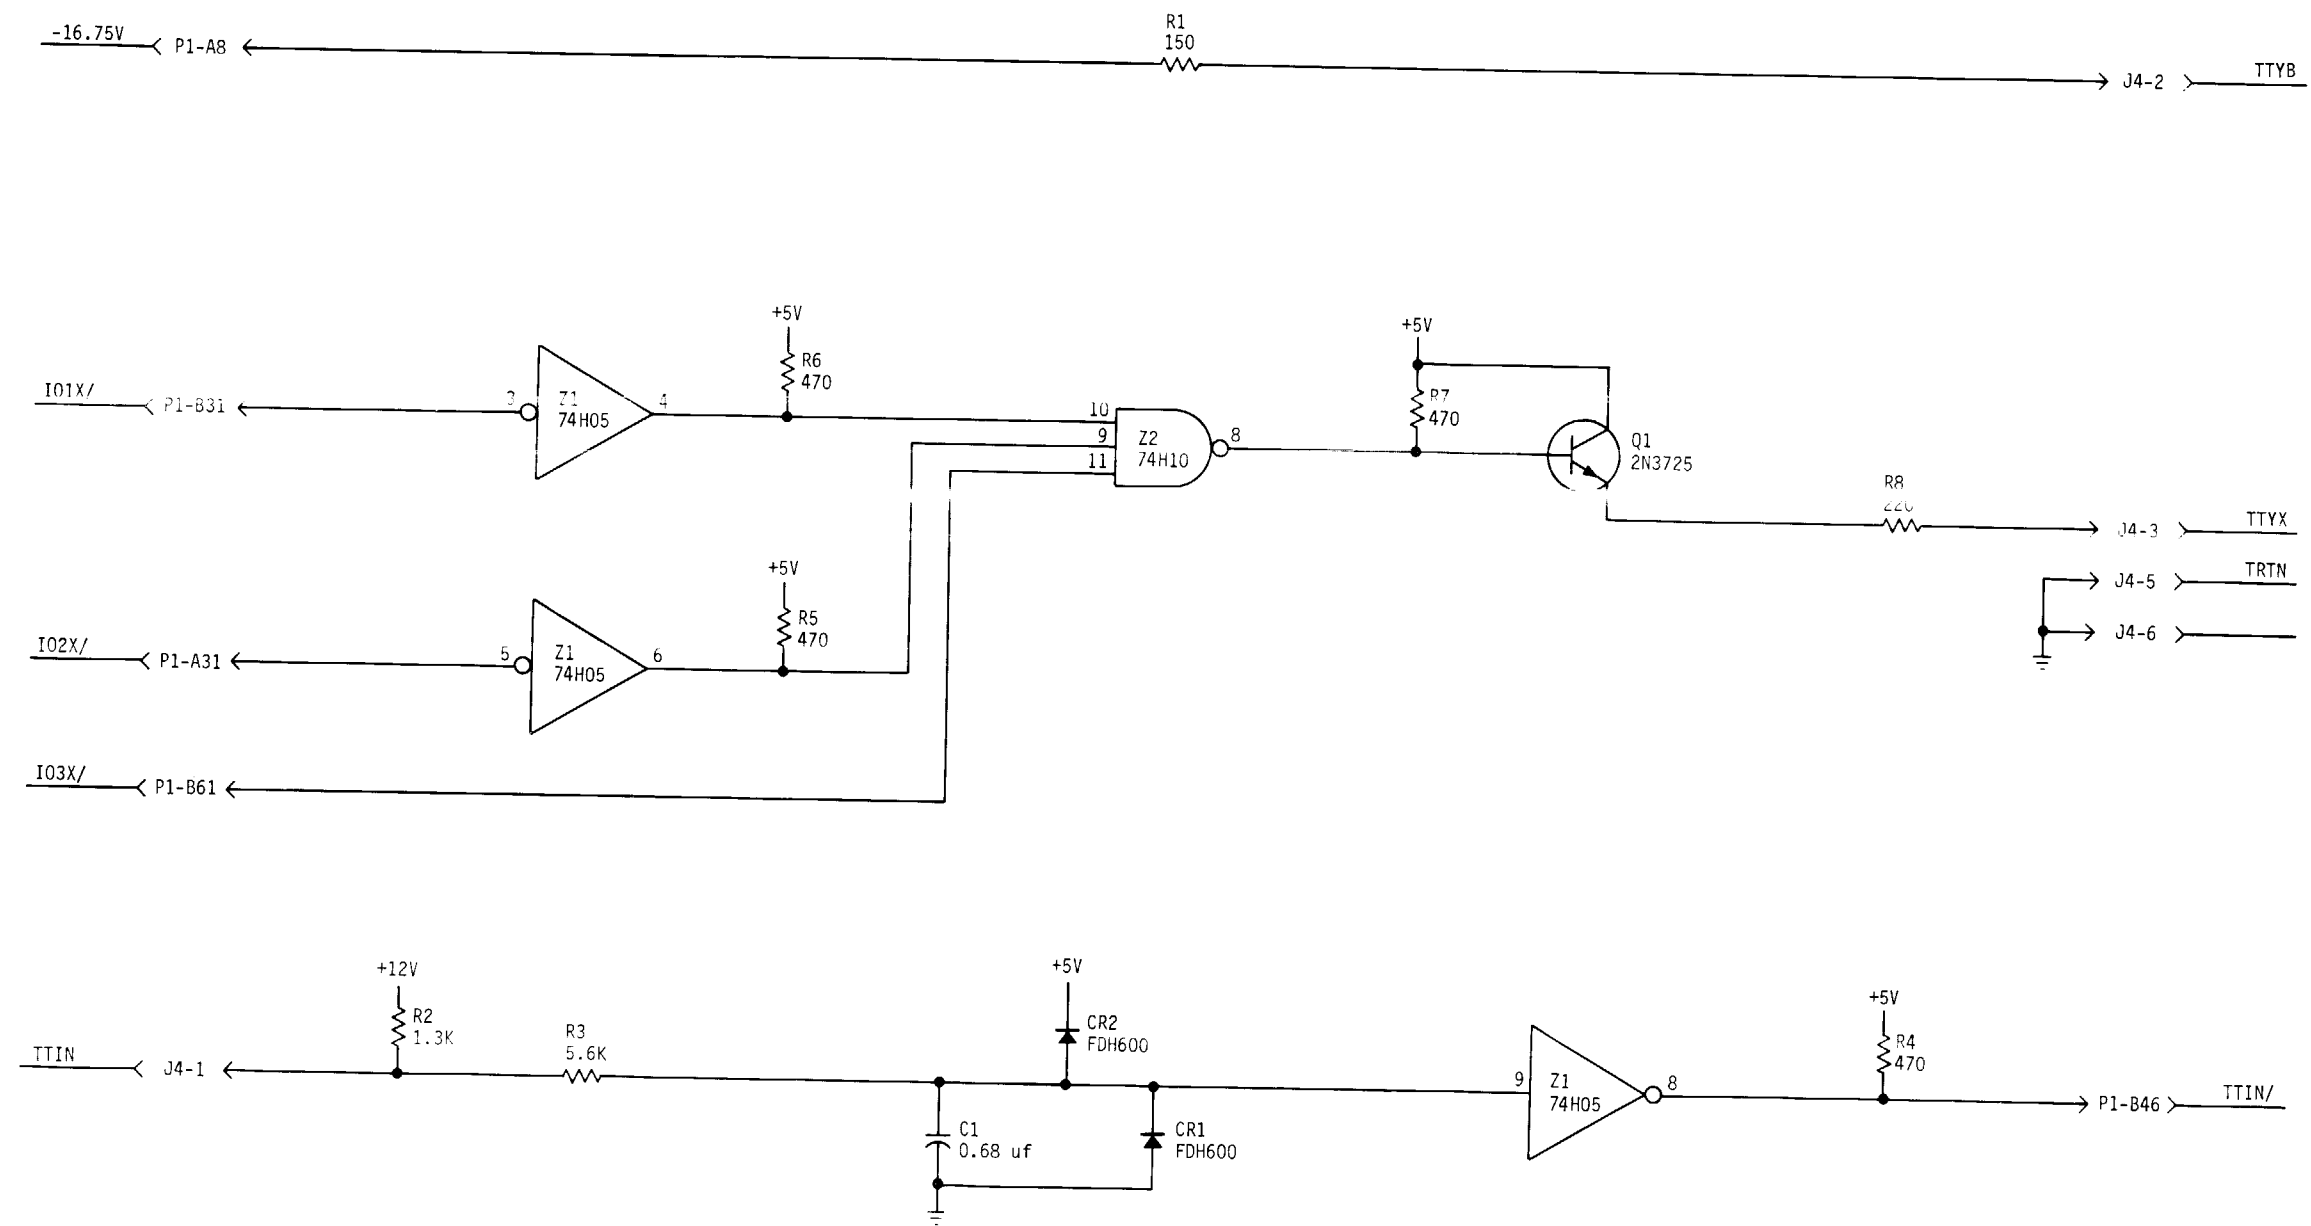 -16.75V
P1-A8
R1
150
J4-2
TTYB
+5V
R6
470
+5V
R7
470
IO1X/
P1-B31
3
Z1
74H05
4
10
9
11
Z2
74H10
8
Q1
2N3725
R8
J4-3
TTYX
J4-5
TRTN
J4-6
+5V
R5
470
IO2X/
P1-A31
5
Z1
74H05
6
IO3X/
P1-B61
+12V
R2
1.3K
R3
5.6K
TTIN
J4-1
+5V
CR2
FDH600
C1
0.68 uf
CR1
FDH600
9
Z1
74H05
8
+5V
R4
470
P1-B46
TTIN/